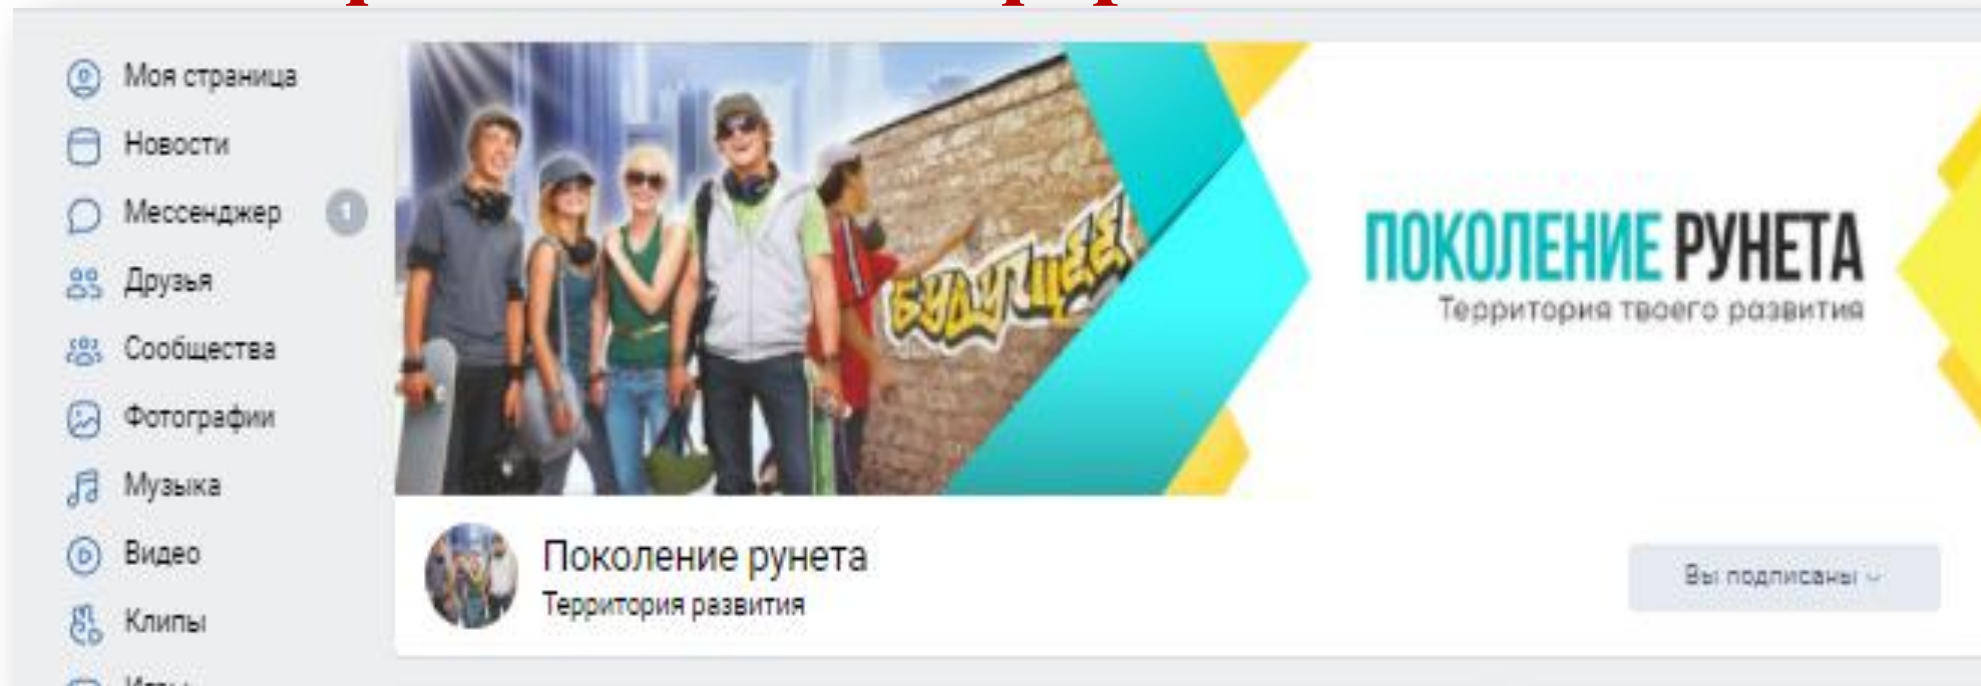 Моя страница
Новости
Мессенджер 1
Друзья
Сообщества
Фотографии
Музыка
Видео
Клипы
БУДУЩЕЕ
ПОКОЛЕНИЕ РУНЕТА
Территория твоего развития
Поколение рунета
Территория развития
Вы подписаны